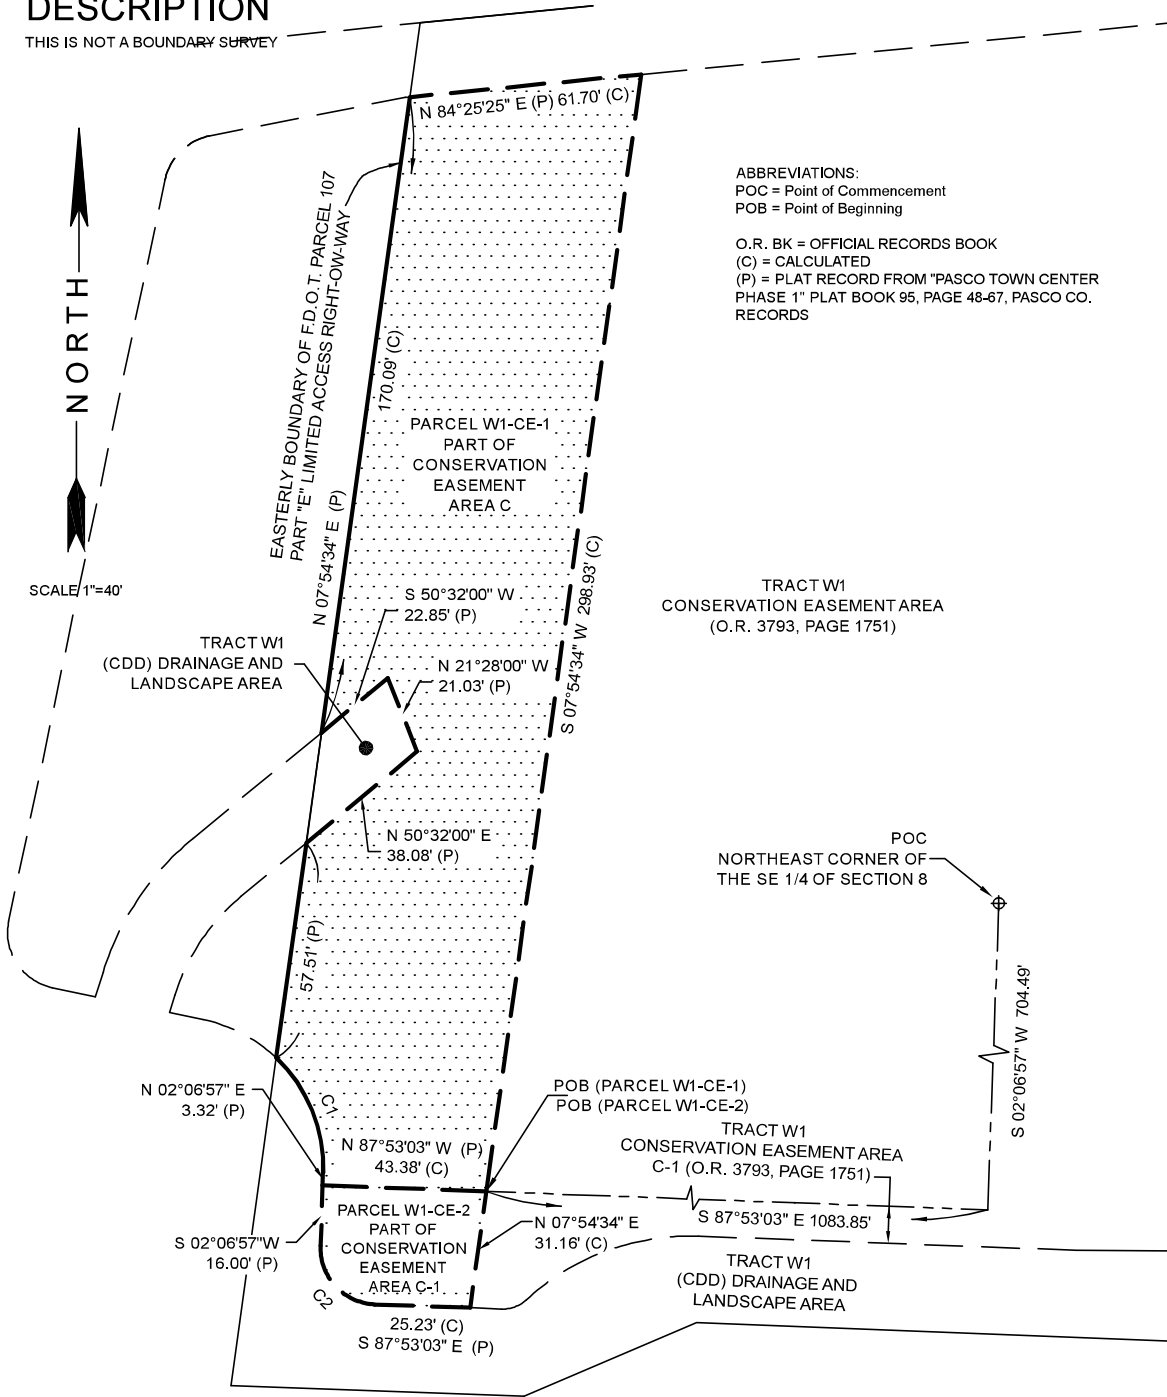 DESCRIPTION
THIS IS NOT A BOUNDARY SURVEY
N 84°25'25" E (P) 61.70' (C)
ABBREVIATIONS:
POC = Point of Commencement
POB = Point of Beginning
O.R. BK = OFFICIAL RECORDS BOOK
(C) = CALCULATED
(P) = PLAT RECORD FROM "PASCO TOWN CENTER
PHASE 1" PLAT BOOK 95, PAGE 48-67, PASCO CO.
RECORDS
NORTH
SCALE 1"=40'
EASTERLY BOUNDARY OF F.D.O.T. PARCEL 107
PART "E" LIMITED ACCESS RIGHT-OW-WAY
170.09' (C)
N 07°54'34" E (P)
PARCEL W1-CE-1
PART OF
CONSERVATION
EASEMENT
AREA C
S 07°54'34" W 298.93' (C)
TRACT W1
CONSERVATION EASEMENT AREA
(O.R. 3793, PAGE 1751)
S 50°32'00" W
22.85' (P)
TRACT W1
(CDD) DRAINAGE AND
LANDSCAPE AREA
N 21°28'00" W
21.03' (P)
N 50°32'00" E
38.08' (P)
POC
NORTHEAST CORNER OF
THE SE 1/4 OF SECTION 8
57.51' (P)
S 02°06'57" W 704.49'
N 02°06'57" E
3.32' (P)
C1
POB (PARCEL W1-CE-1)
POB (PARCEL W1-CE-2)
N 87°53'03" W (P)
43.38' (C)
TRACT W1
CONSERVATION EASEMENT AREA
C-1 (O.R. 3793, PAGE 1751)
S 87°53'03" E 1083.85'
PARCEL W1-CE-2
PART OF
CONSERVATION
EASEMENT
AREA C-1
N 07°54'34" E
31.16' (C)
S 02°06'57"W
16.00' (P)
C2
TRACT W1
(CDD) DRAINAGE AND
LANDSCAPE AREA
25.23' (C)
S 87°53'03" E (P)